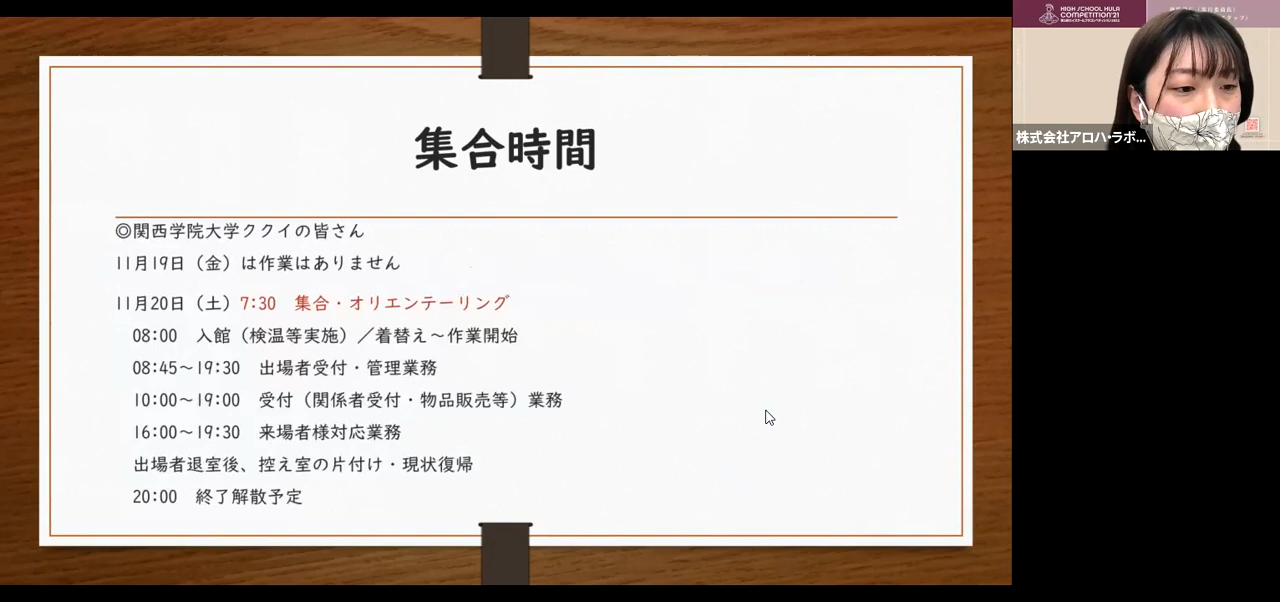 集合時間
◎関西学院大学ククイの皆さん
11月19日（金）は作業はありません
11月20日（土）7:30　集合・オリエンテーリング
08:00　入館（検温等実施）／着替え～作業開始
08:45～19:30　出場者受付・管理業務
10:00～19:00　受付（関係者受付・物品販売等）業務
16:00～19:30　来場者様対応業務
出場者退室後、控え室の片付け・現状復帰
20:00　終了解散予定
HIGH SCHOOL HULA
COMPETITION'21
株式会社アロハ・ラボ...